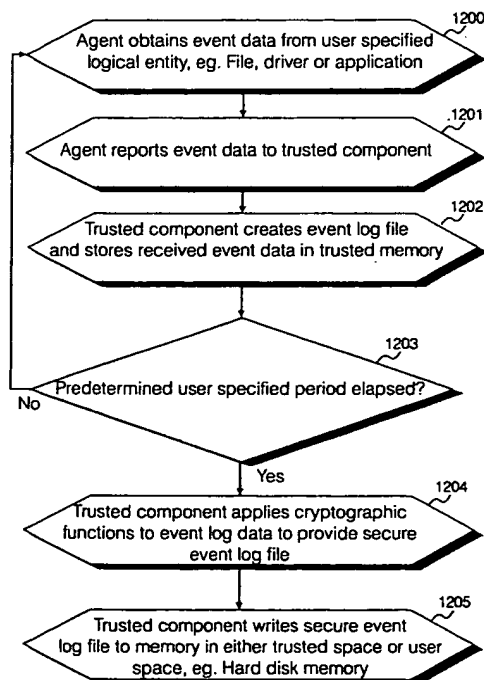 1200
Agent obtains event data from user specified
logical entity, eg. File, driver or application
1201
Agent reports event data to trusted component
1202
Trusted component creates event log file
and stores received event data in trusted memory
1203
Predetermined user specified period elapsed?
No
Yes
1204
Trusted component applies cryptographic
functions to event log data to provide secure
event log file
1205
Trusted component writes secure event
log file to memory in either trusted space or user
space, eg. Hard disk memory